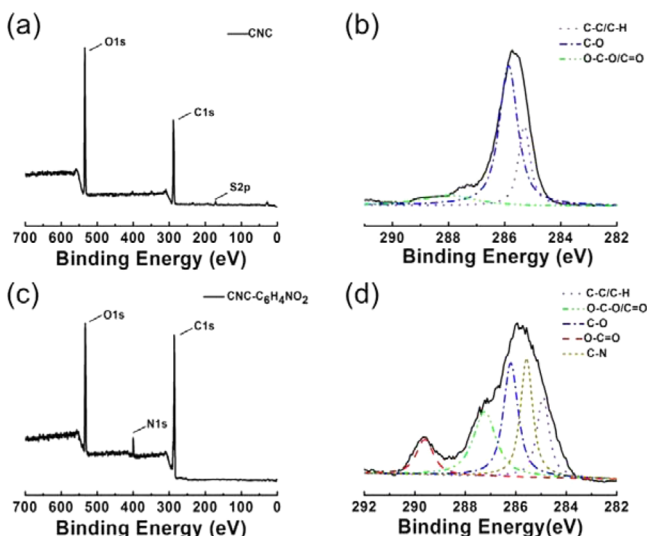 (a)
CNC
O1s
C1s
S2p
700 600 500 400 300 200 100 0
Binding Energy (eV)
(b)
C-C/C-H
C-O
O-C-O/C=O
290 288 286 284 282
Binding Energy (eV)
(c)
CNC-C₆H₄NO₂
O1s
C1s
N1s
700 600 500 400 300 200 100 0
Binding Energy (eV)
(d)
C-C/C-H
O-C-O/C=O
C-O
O-C=O
C-N
292 290 288 286 284 282
Binding Energy(eV)